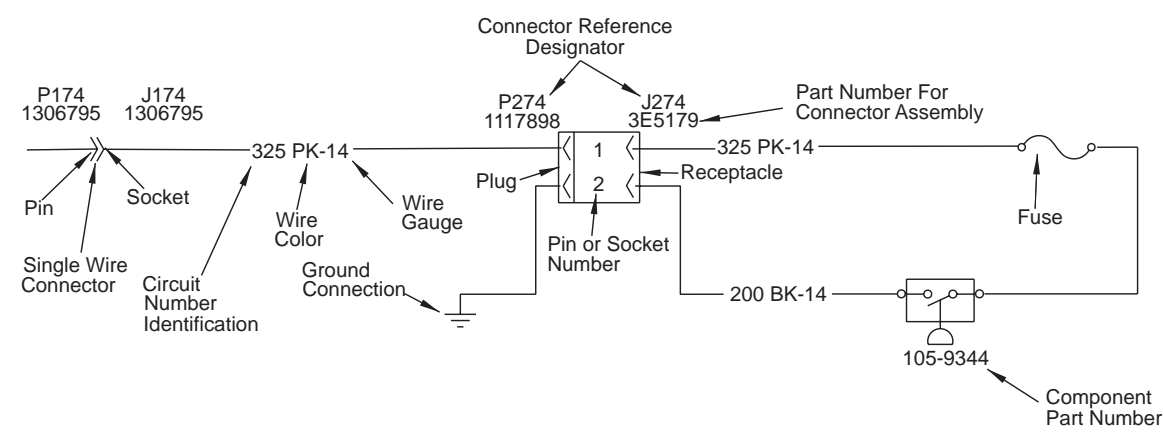 Connector Reference
Designator
P174
1306795
J174
1306795
P274
1117898
J274
3E5179
Part Number For
Connector Assembly
325 PK-14
1
325 PK-14
Pin
Socket
Wire
Color
Wire
Gauge
Plug
2
Receptacle
Fuse
Single Wire
Connector
Circuit
Number
Identification
Ground
Connection
Pin or Socket
Number
200 BK-14
105-9344
Component
Part Number